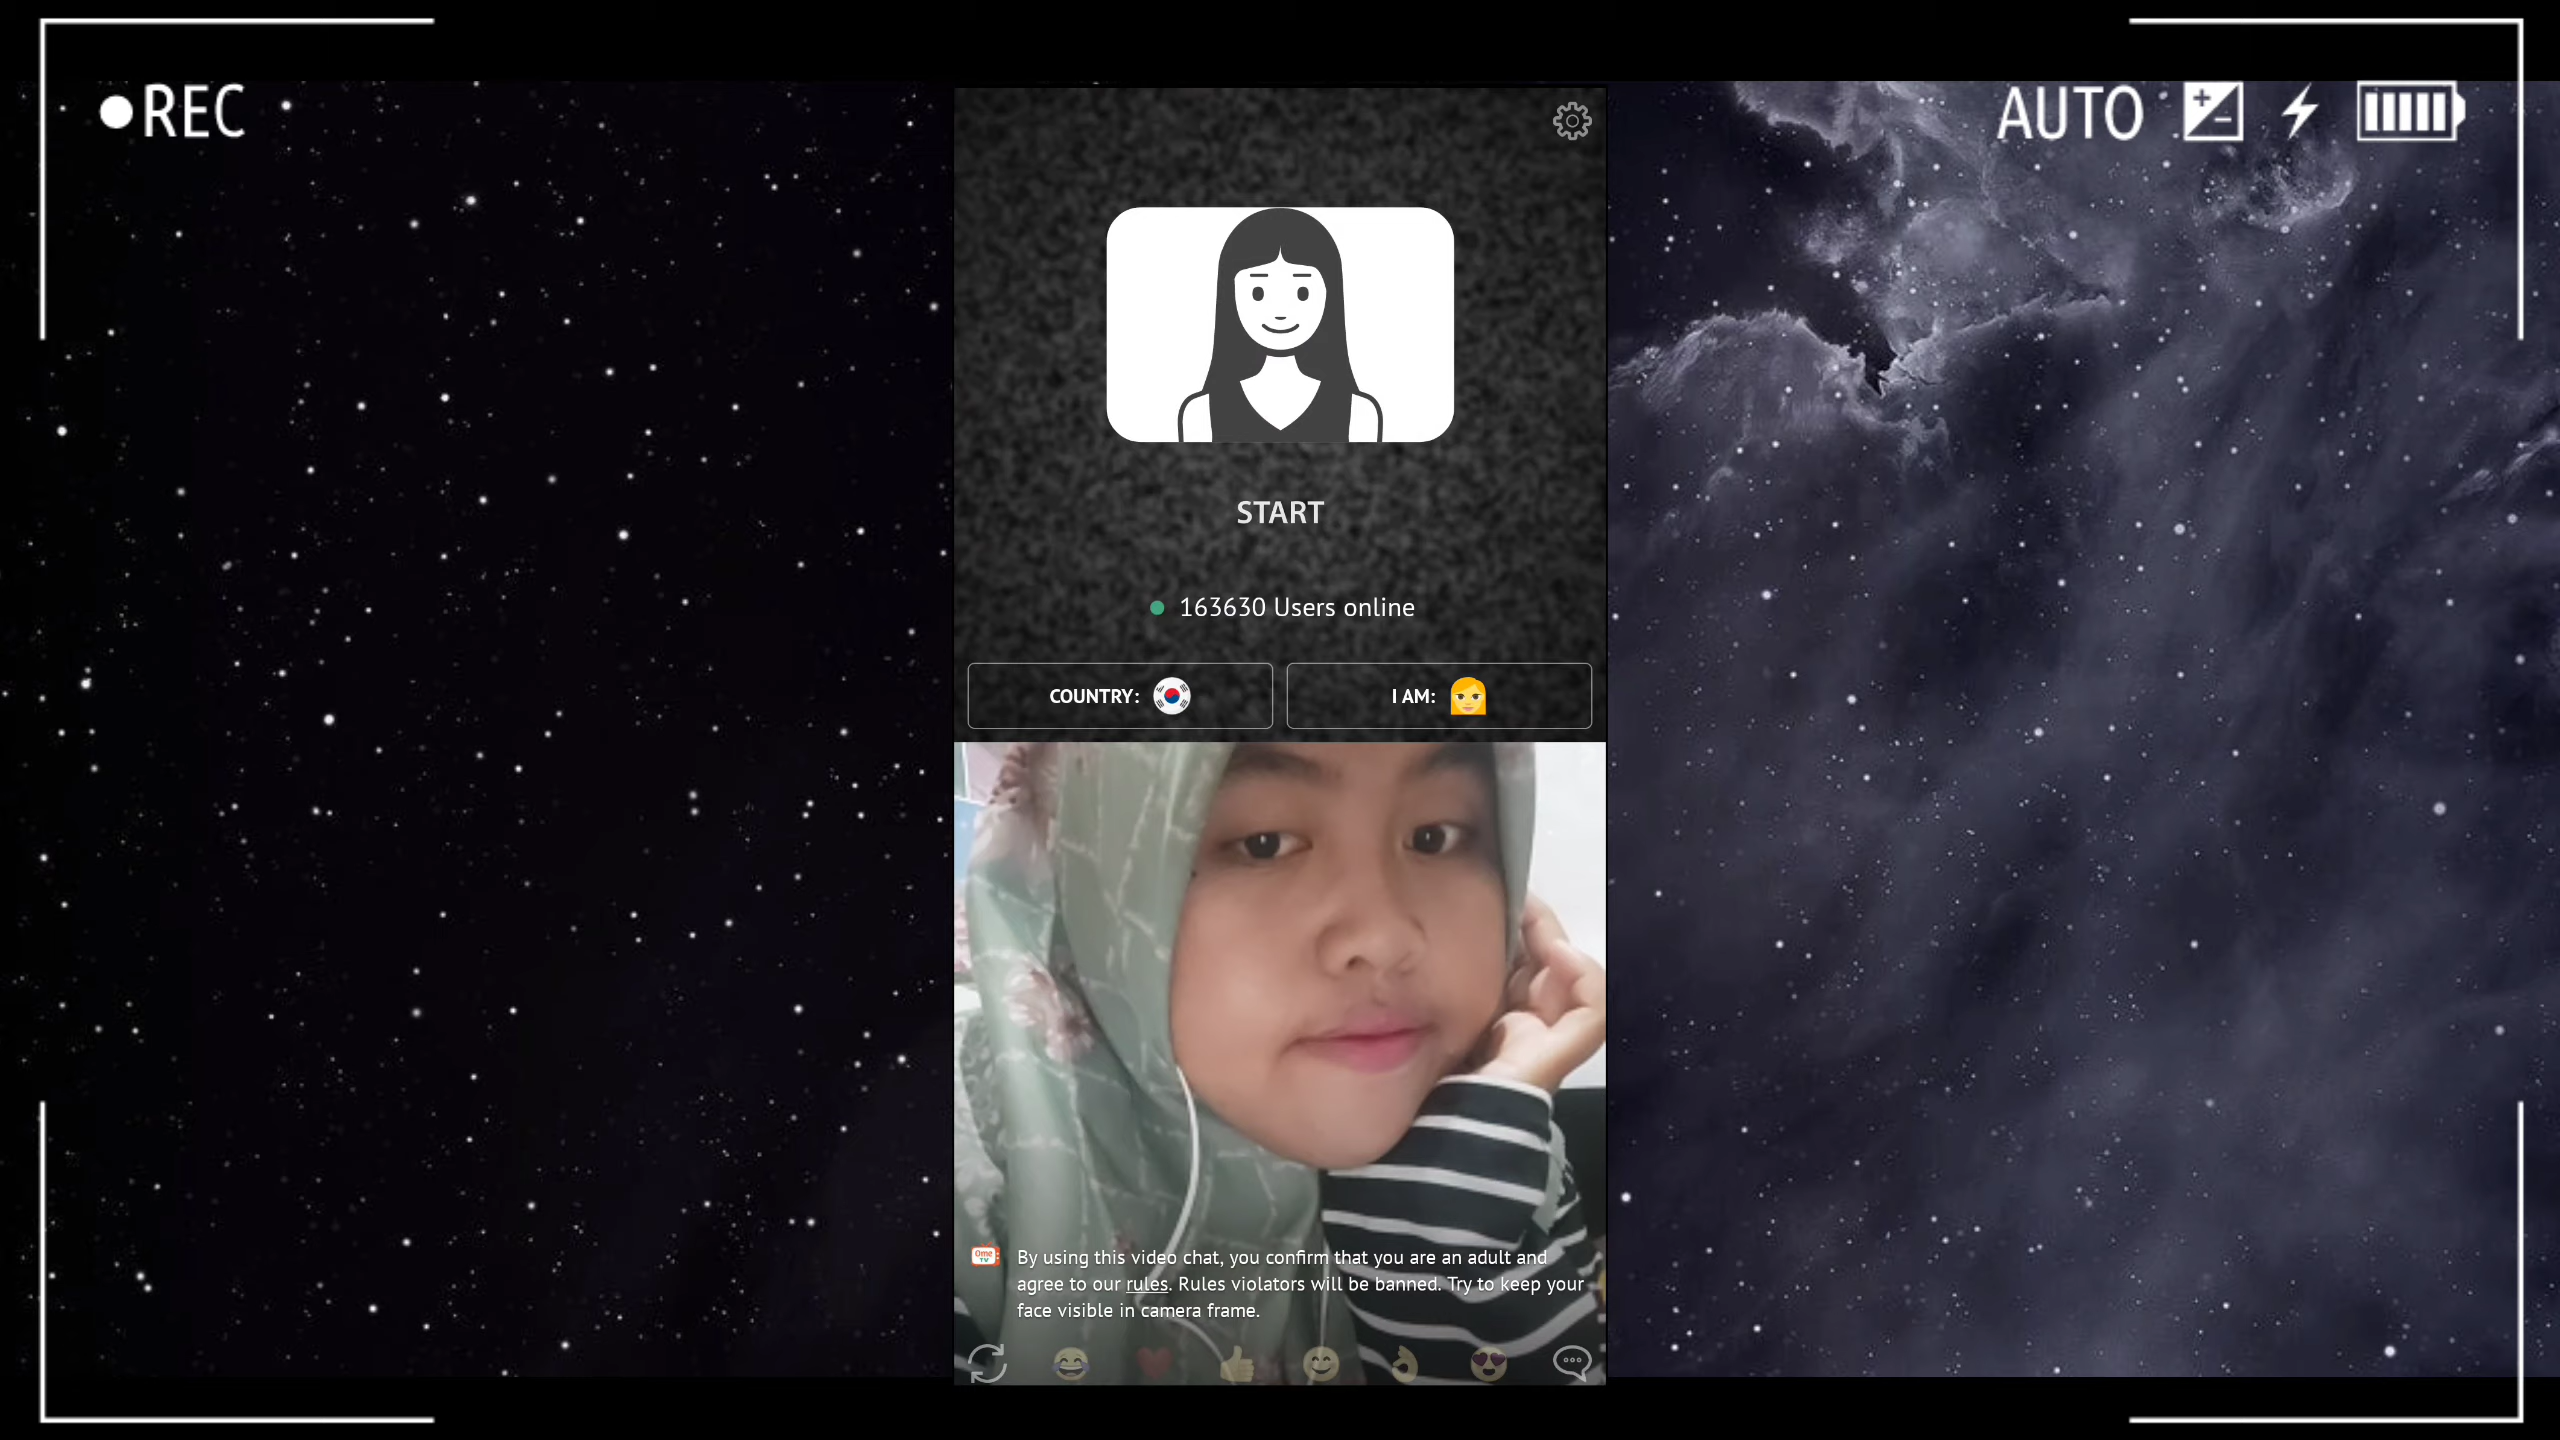 REC
AUTO
START
163630 Users online
COUNTRY:
I AM:
Ome
TV
By using this video chat, you confirm that you are an adult and
agree to our rules. Rules violators will be banned. Try to keep your
face visible in camera frame.